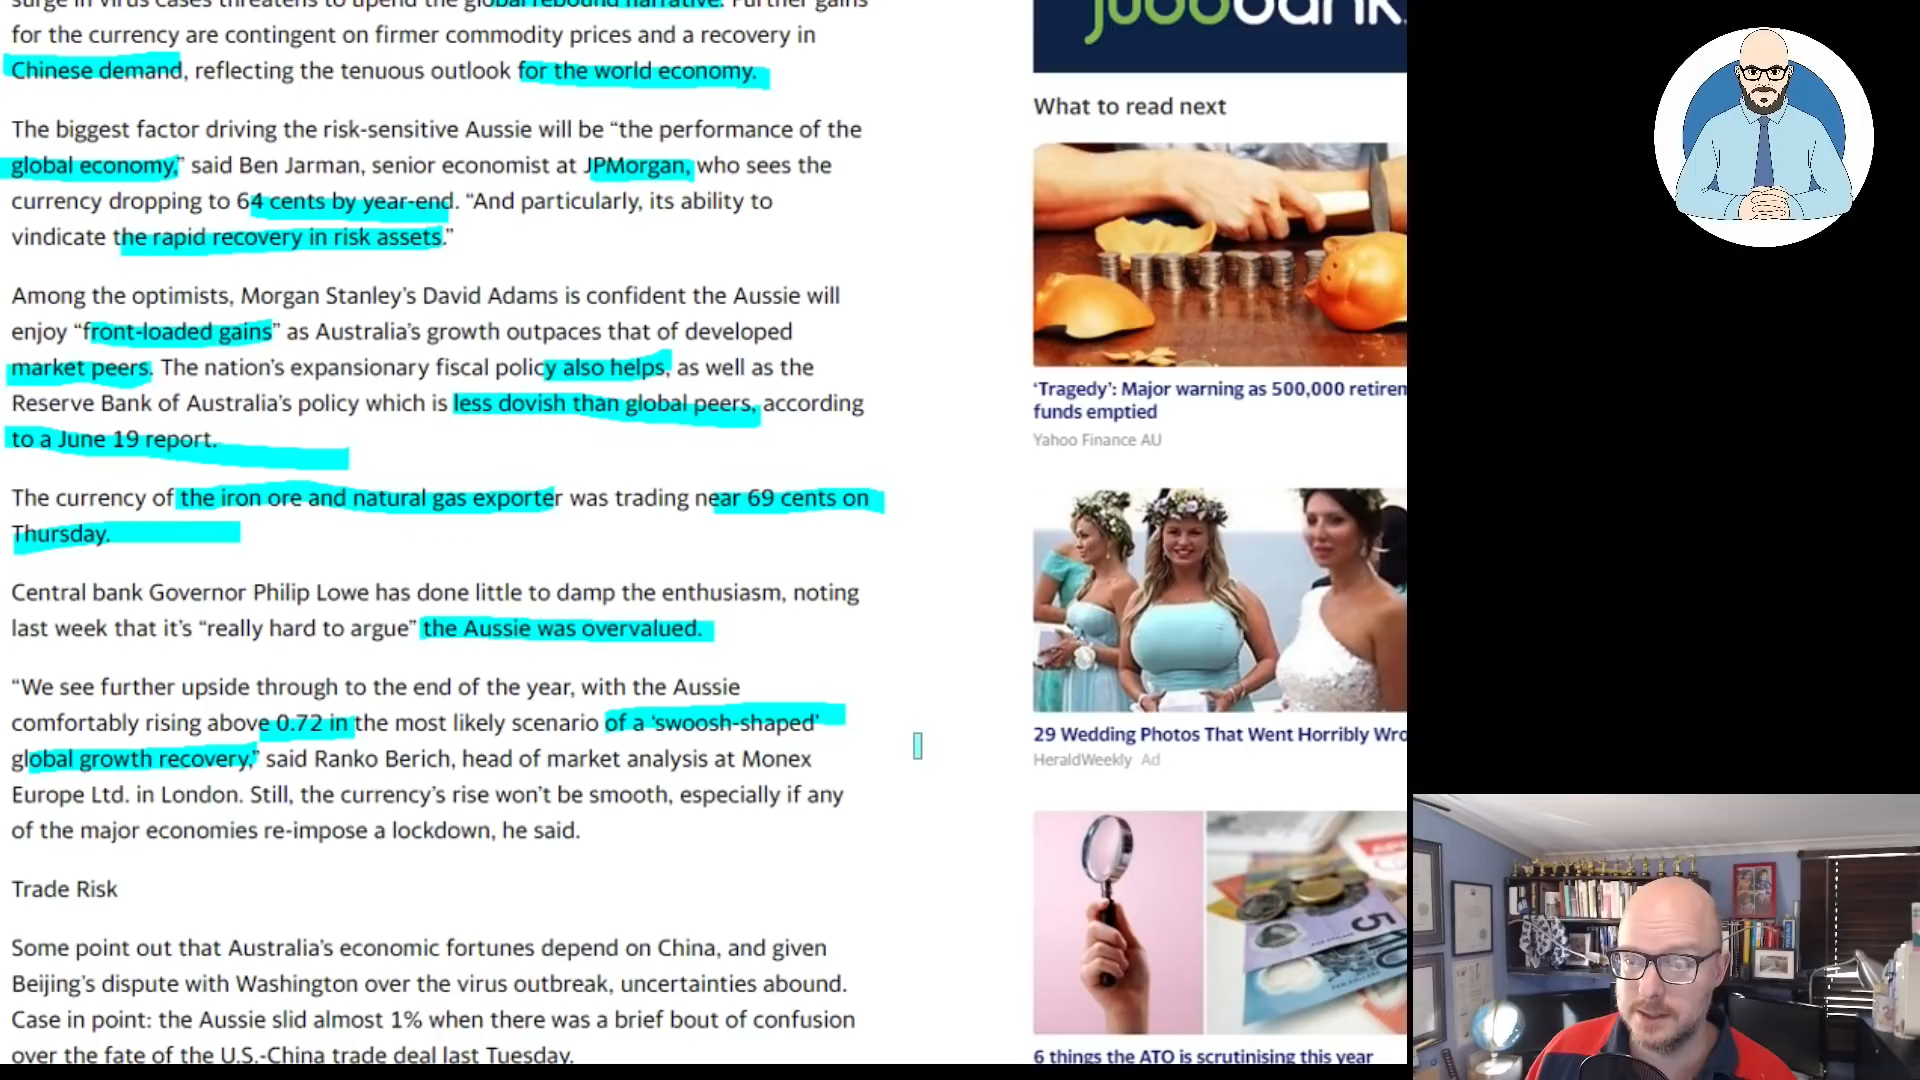 surge in virus cases threatens to upend the global rebound narrative. Further gains
for the currency are contingent on firmer commodity prices and a recovery in
Chinese demand, reflecting the tenuous outlook for the world economy.
The biggest factor driving the risk-sensitive Aussie will be “the performance of the
global economy,” said Ben Jarman, senior economist at JPMorgan, who sees the
currency dropping to 64 cents by year-end. “And particularly, its ability to
vindicate the rapid recovery in risk assets.”
Among the optimists, Morgan Stanley’s David Adams is confident the Aussie will
enjoy “front-loaded gains” as Australia’s growth outpaces that of developed
market peers. The nation’s expansionary fiscal policy also helps, as well as the
Reserve Bank of Australia’s policy which is less dovish than global peers, according
to a June 19 report.
The currency of the iron ore and natural gas exporter was trading near 69 cents on
Thursday.
Central bank Governor Philip Lowe has done little to damp the enthusiasm, noting
last week that it’s “really hard to argue” the Aussie was overvalued.
“We see further upside through to the end of the year, with the Aussie
comfortably rising above 0.72 in the most likely scenario of a ‘swoosh-shaped’
global growth recovery,” said Ranko Berich, head of market analysis at Monex
Europe Ltd. in London. Still, the currency’s rise won’t be smooth, especially if any
of the major economies re-impose a lockdown, he said.
Trade Risk
Some point out that Australia’s economic fortunes depend on China, and given
Beijing’s dispute with Washington over the virus outbreak, uncertainties abound.
Case in point: the Aussie slid almost 1% when there was a brief bout of confusion
over the fate of the U.S.-China trade deal last Tuesday.
What to read next
‘Tragedy’: Major warning as 500,000 retirem
funds emptied
Yahoo Finance AU
29 Wedding Photos That Went Horribly Wro
HeraldWeekly Ad
5
6 things the ATO is scrutinising this year